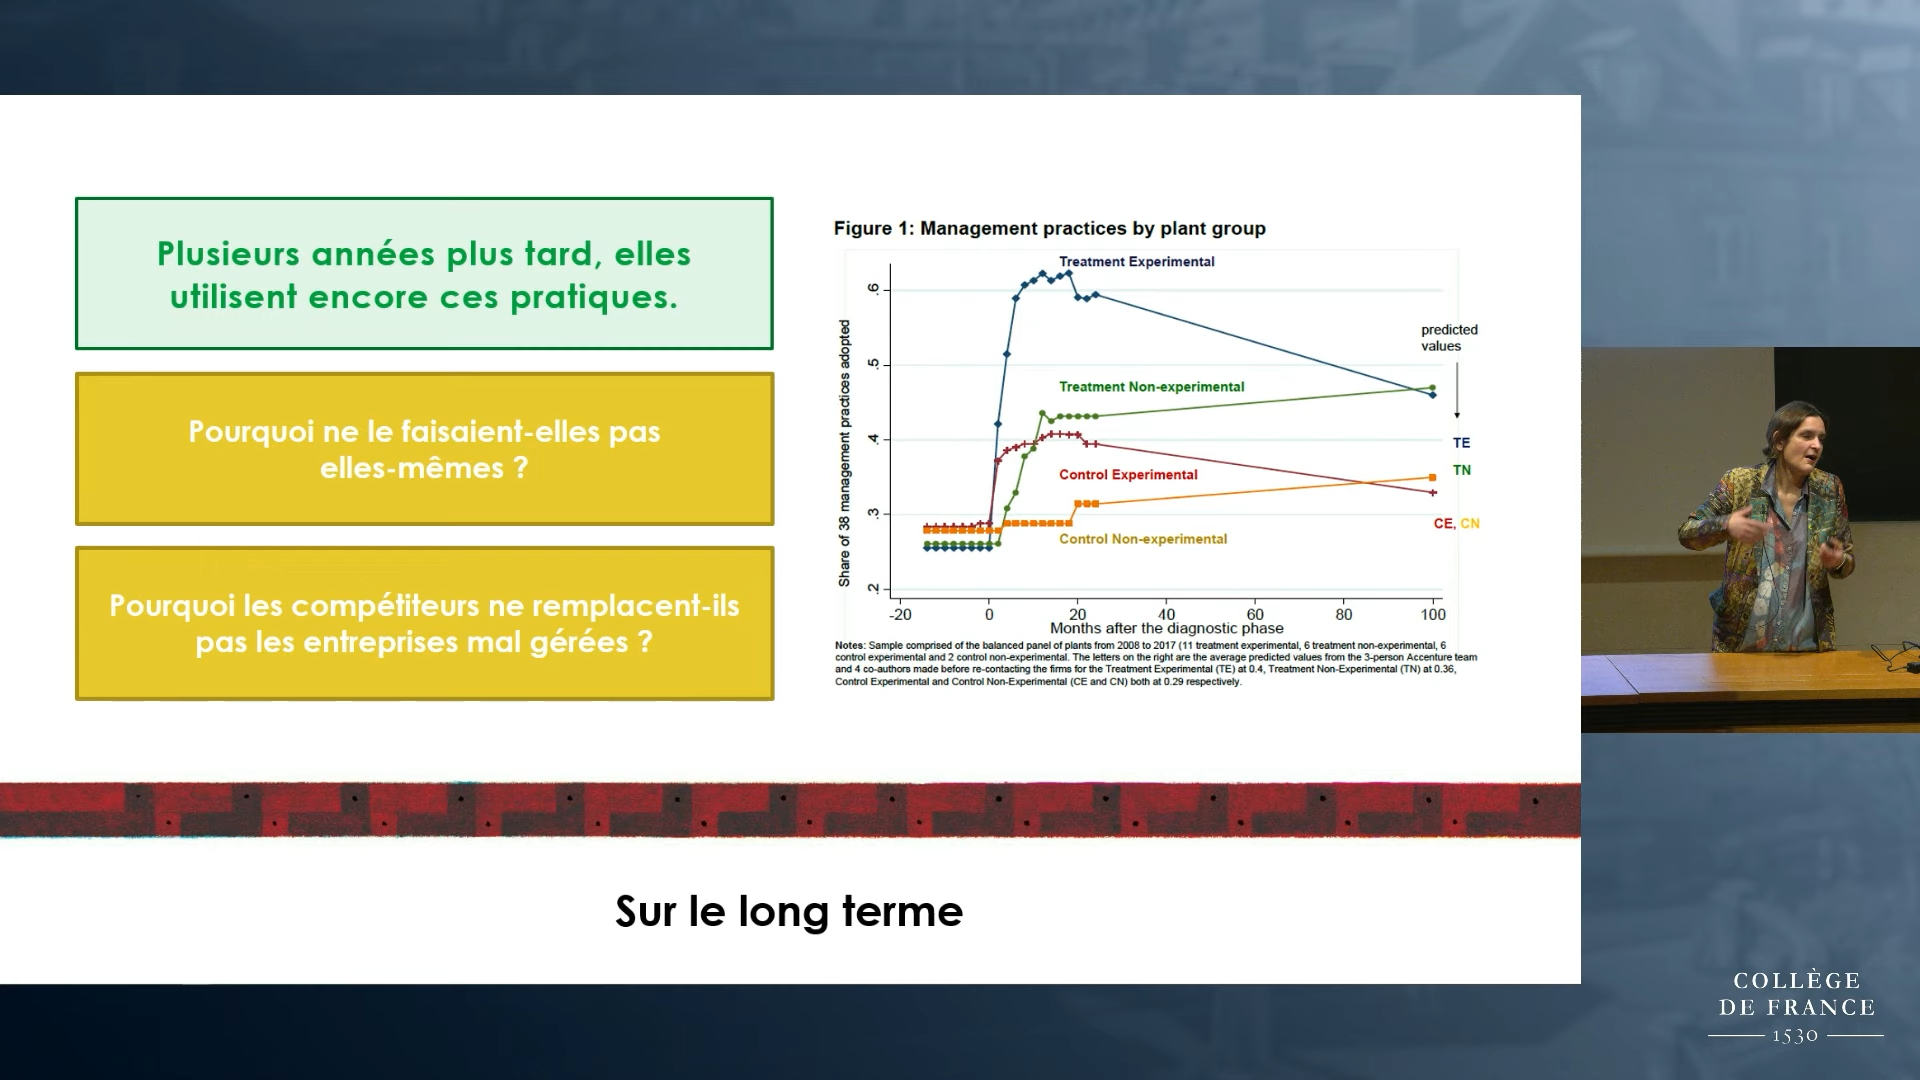 Plusieurs années plus tard, elles
utilisent encore ces pratiques.
Pourquoi ne le faisaient-elles pas
elles-mêmes ?
Pourquoi les compétiteurs ne remplacent-ils
pas les entreprises mal gérées ?
Figure 1: Management practices by plant group
Share of 38 management practices adopted
.6
.5
.4
.3
.2
Treatment Experimental
Treatment Non-experimental
Control Experimental
Control Non-experimental
predicted
values
TE
TN
CE, CN
-20 0 20 40 60 80 100
Months after the diagnostic phase
Notes: Sample comprised of the balanced panel of plants from 2008 to 2017 (11 treatment experimental, 6 treatment non-experimental, 6
control experimental and 2 control non-experimental. The letters on the right are the average predicted values from the 3-person Accenture team
and 4 co-authors made before re-contacting the firms for the Treatment Experimental (TE) at 0.4, Treatment Non-Experimental (TN) at 0.36,
Control Experimental and Control Non-Experimental (CE and CN) both at 0.29 respectively.
Sur le long terme
COLLÈGE
DE FRANCE
1530